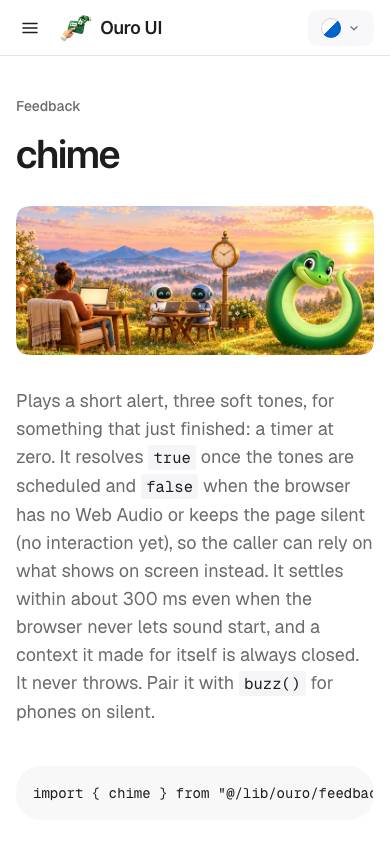 Ouro UI
Feedback
chime
Plays a short alert, three soft tones, for
something that just finished: a timer at
zero. It resolves true once the tones are
scheduled and false when the browser
has no Web Audio or keeps the page silent
(no interaction yet), so the caller can rely on
what shows on screen instead. It settles
within about 300 ms even when the
browser never lets sound start, and a
context it made for itself is always closed.
It never throws. Pair it with buzz() for
phones on silent.
import { chime } from "@/lib/ouro/feedbac